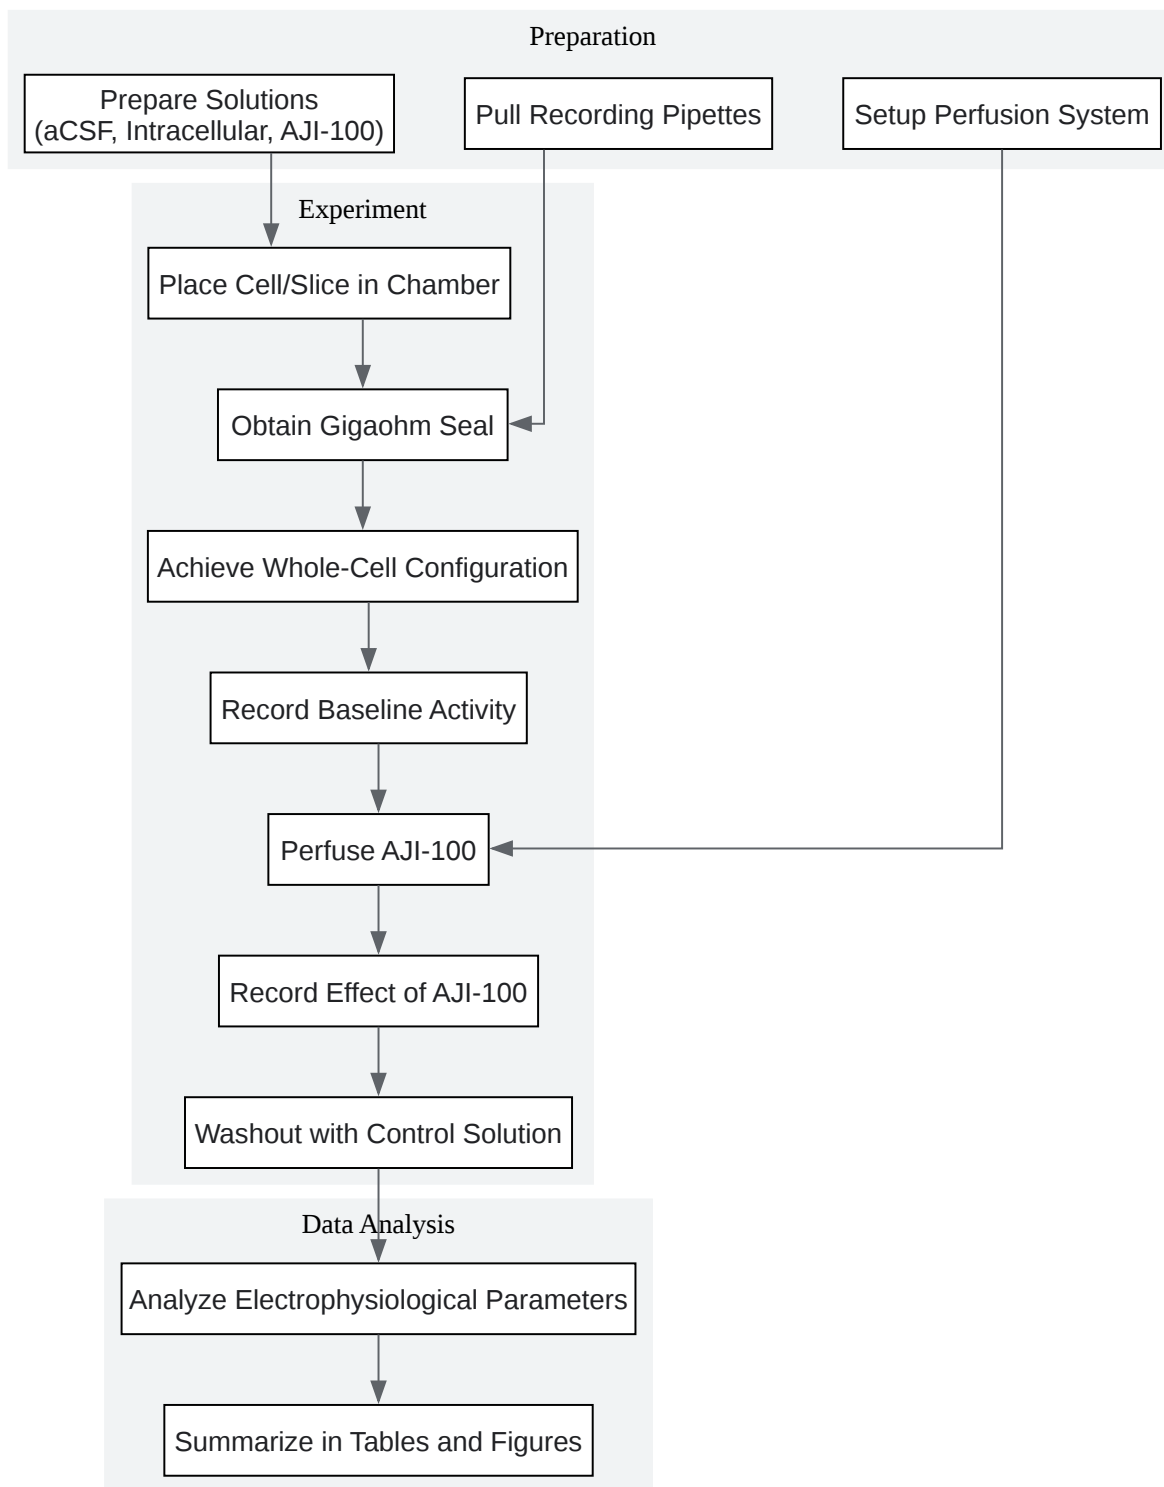 Preparation
Prepare Solutions
(aCSF, Intracellular, AJI-100)
Pull Recording Pipettes
Setup Perfusion System
Experiment
Place Cell/Slice in Chamber
Obtain Gigaohm Seal
Achieve Whole-Cell Configuration
Record Baseline Activity
Perfuse AJI-100
Record Effect of AJI-100
Washout with Control Solution
Data Analysis
Analyze Electrophysiological Parameters
Summarize in Tables and Figures